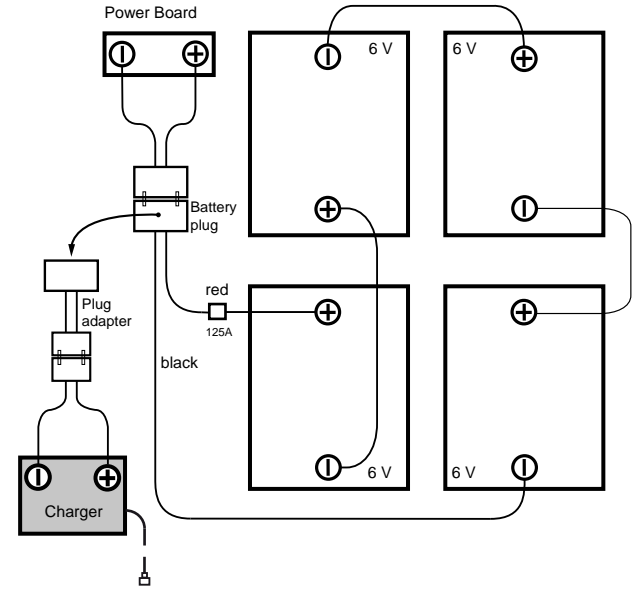 Power Board
6 V
6 V
Battery
plug
red
125A
Plug
adapter
black
6 V
6 V
Charger